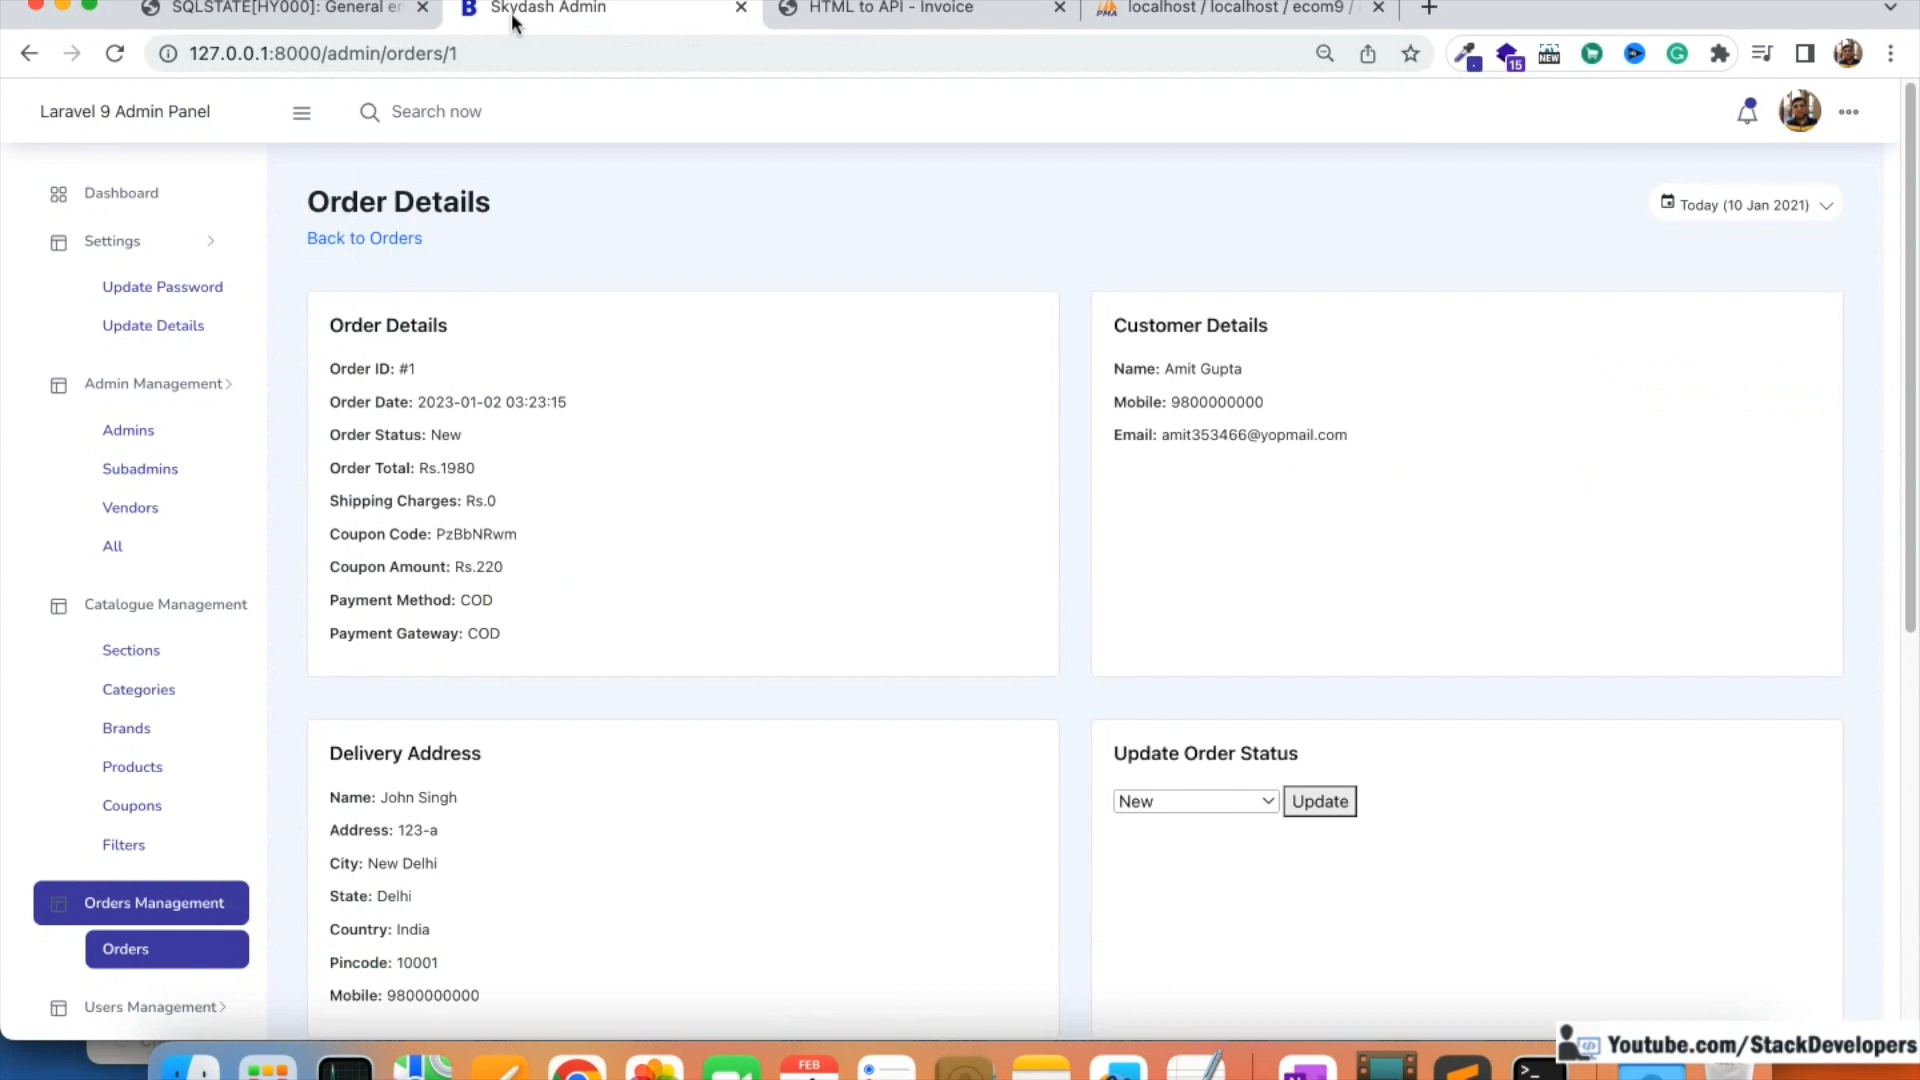 SQLSTATE[HY000]: General er
Skydash Admin
HTML to API - Invoice
localhost / localhost / ecom9 /
127.0.0.1:8000/admin/orders/1
15
NEW
Laravel 9 Admin Panel
Search now
Dashboard
Settings
Update Password
Update Details
Admin Management
Admins
Subadmins
Vendors
All
Catalogue Management
Sections
Categories
Brands
Products
Coupons
Filters
Orders Management
Orders
Users Management
Order Details
Back to Orders
Today (10 Jan 2021)
Order Details
Order ID: #1
Order Date: 2023-01-02 03:23:15
Order Status: New
Order Total: Rs.1980
Shipping Charges: Rs.0
Coupon Code: PzBbNRwm
Coupon Amount: Rs.220
Payment Method: COD
Payment Gateway: COD
Customer Details
Name: Amit Gupta
Mobile: 9800000000
Email: amit353466@yopmail.com
Delivery Address
Name: John Singh
Address: 123-a
City: New Delhi
State: Delhi
Country: India
Pincode: 10001
Mobile: 9800000000
Update Order Status
New
Update
FEB
Youtube.com/StackDevelopers